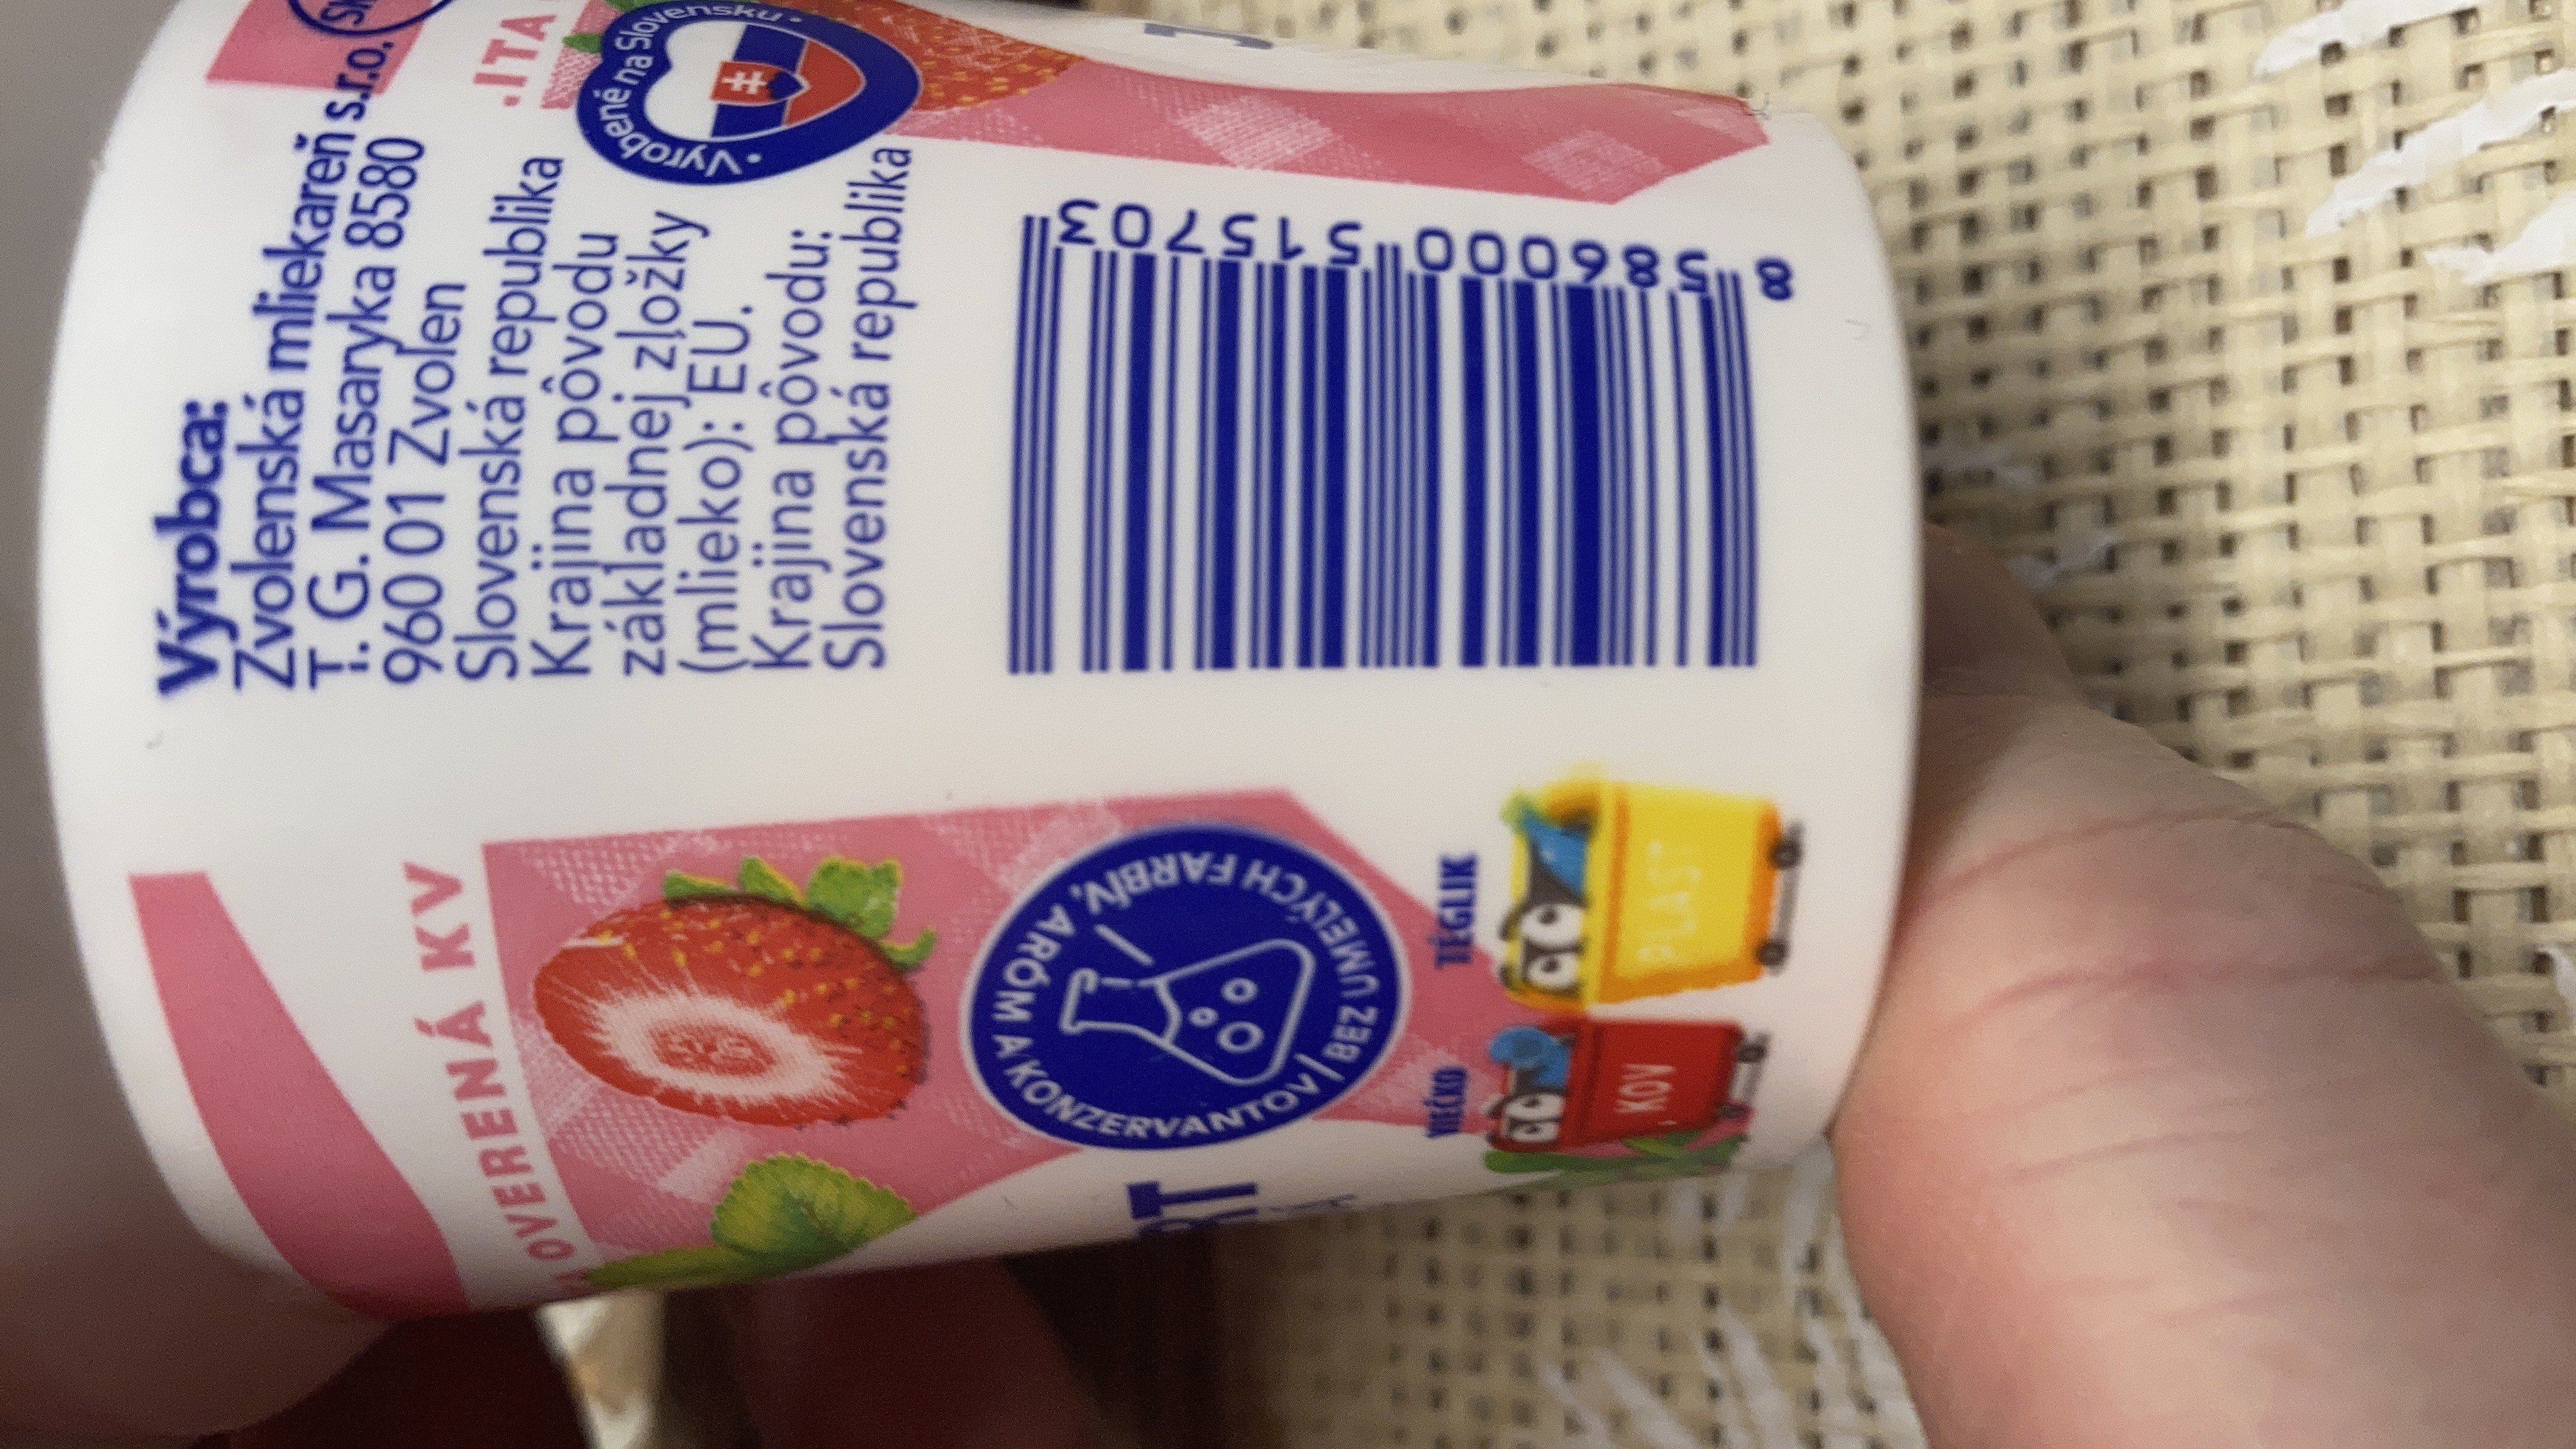 Výrobca:
Zvolenská mliekareň s.r.o.
T. G. Masaryka 8580
960 01 Zvolen
Slovenská republika
Krajina pôvodu
základnej zložky
(mlieko): EU.
Krajina pôvodu:
Slovenská republika
• Vyrobené na Slovensku •
8 586000 515703
OVERENÁ KV
.ITA
BEZ UMELÝCH FARBÍV, ARÓM A KONZERVANTOV
VIEČKO
KOV
TÉGLIK
PLAST